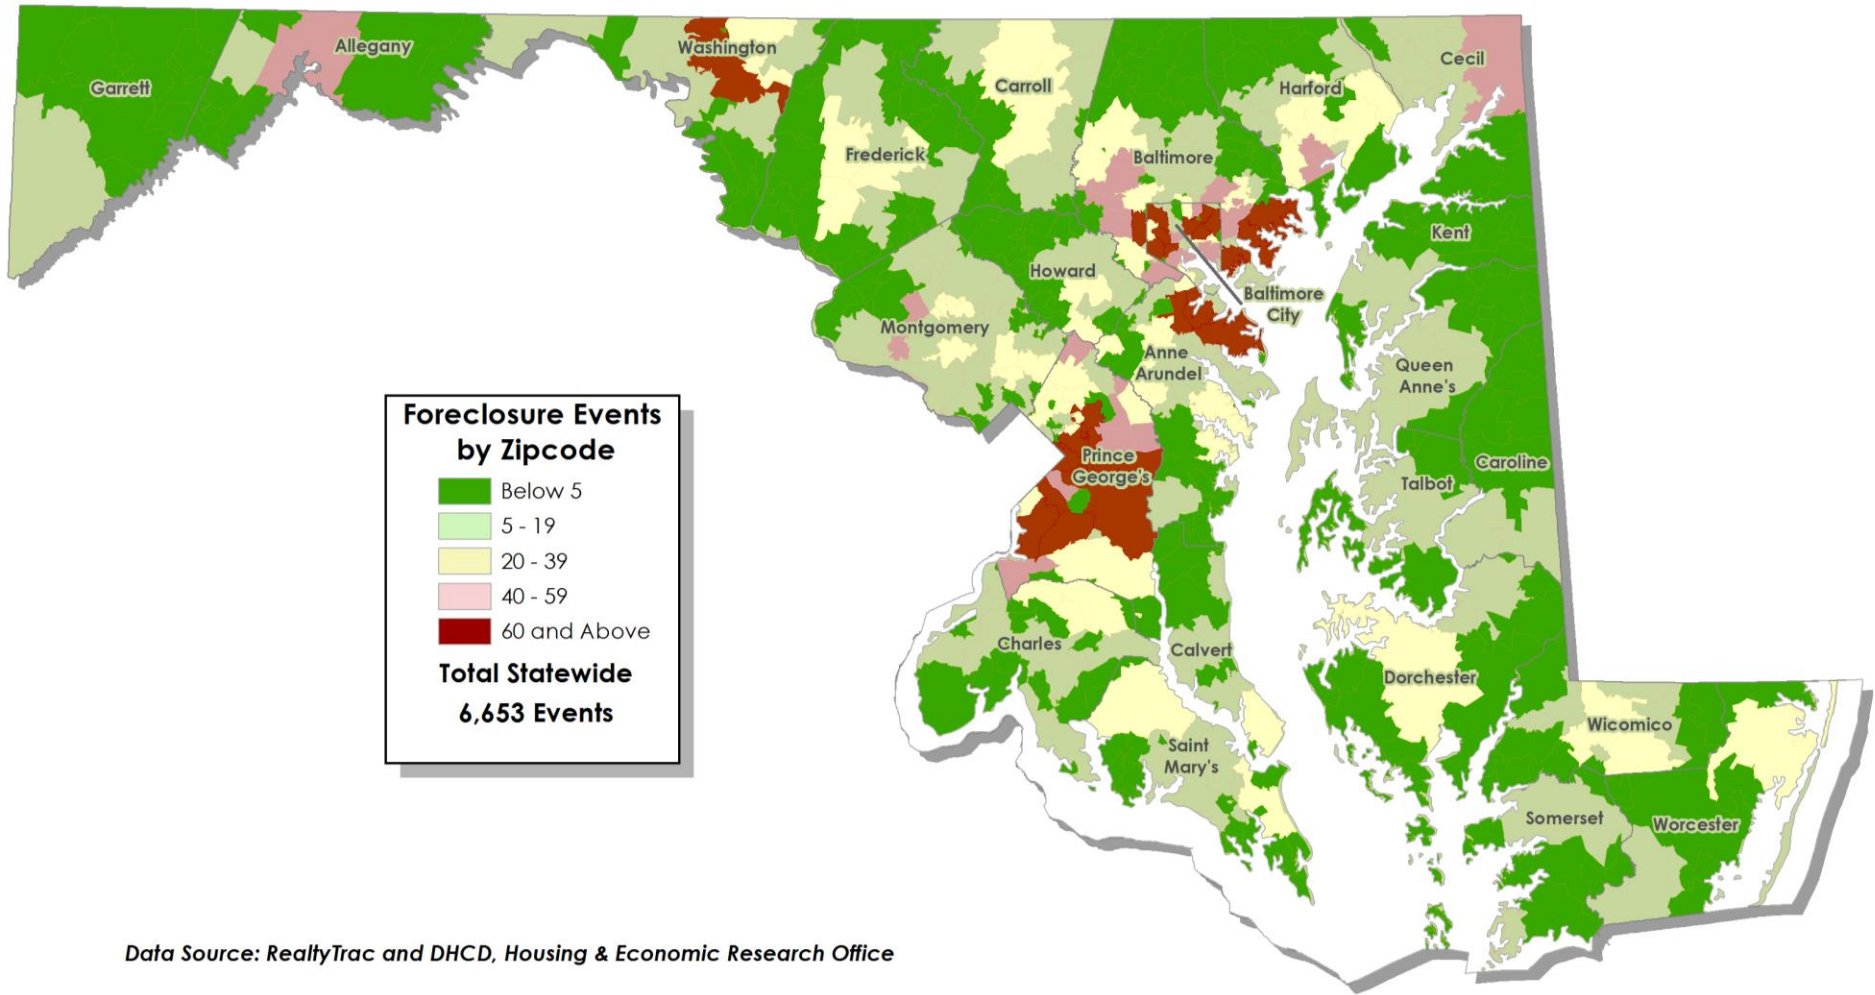 Garrett
Allegany
Washington
Frederick
Carroll
Baltimore
Harford
Cecil
Kent
Howard
Montgomery
Baltimore
City
Anne
Arundel
Queen
Anne's
Prince
George's
Caroline
Talbot
Charles
Calvert
Dorchester
Saint
Mary's
Wicomico
Somerset
Worcester
Foreclosure Events
by Zipcode
Below 5
5 - 19
20 - 39
40 - 59
60 and Above
Total Statewide
6,653 Events
Data Source: RealtyTrac and DHCD, Housing & Economic Research Office